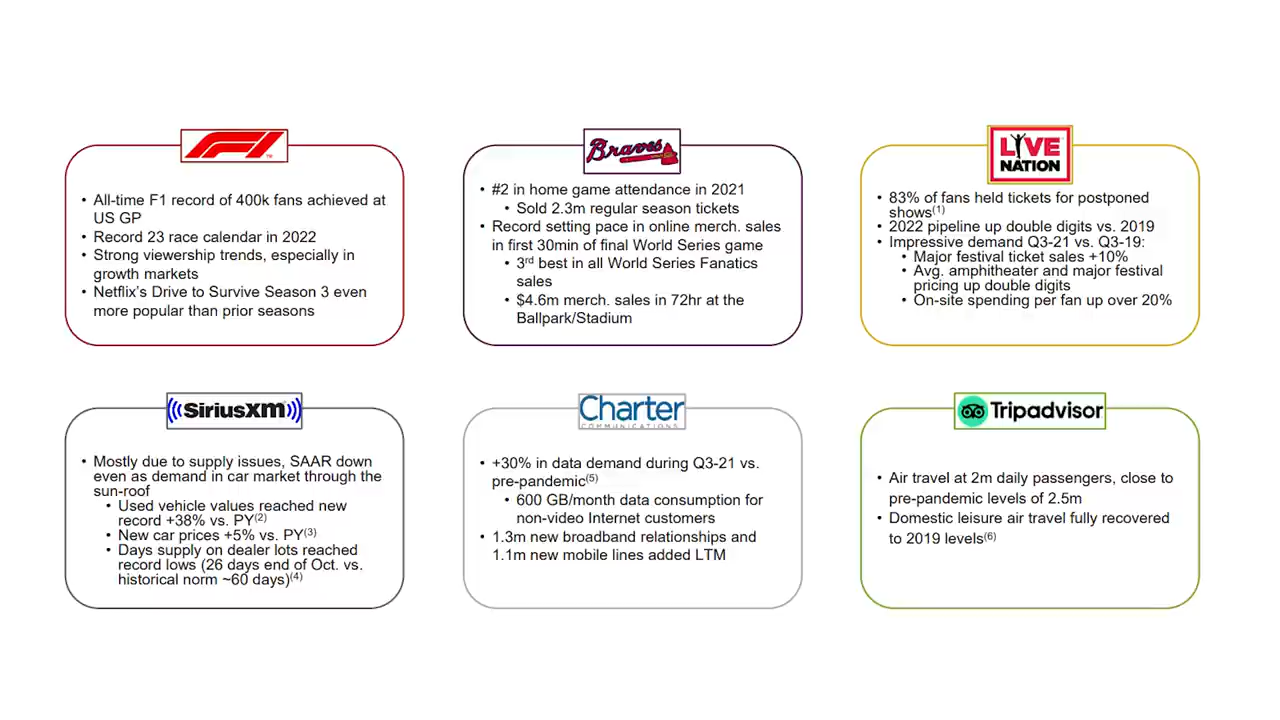 F1
TM
• All-time F1 record of 400k fans achieved at
US GP
• Record 23 race calendar in 2022
• Strong viewership trends, especially in
growth markets
• Netflix's Drive to Survive Season 3 even
more popular than prior seasons
Braves
• #2 in home game attendance in 2021
• Sold 2.3m regular season tickets
• Record setting pace in online merch. sales
in first 30min of final World Series game
• 3rd best in all World Series Fanatics
sales
• $4.6m merch. sales in 72hr at the
Ballpark/Stadium
LIVE
NATION
• 83% of fans held tickets for postponed
shows(1)
• 2022 pipeline up double digits vs. 2019
• Impressive demand Q3-21 vs. Q3-19:
• Major festival ticket sales +10%
• Avg. amphitheater and major festival
pricing up double digits
• On-site spending per fan up over 20%
SiriusXM
• Mostly due to supply issues, SAAR down
even as demand in car market through the
sun-roof
• Used vehicle values reached new
record +38% vs. PY(2)
• New car prices +5% vs. PY(3)
• Days supply on dealer lots reached
record lows (26 days end of Oct. vs.
historical norm ~60 days)(4)
Charter
COMMUNICATIONS
• +30% in data demand during Q3-21 vs.
pre-pandemic(5)
• 600 GB/month data consumption for
non-video Internet customers
• 1.3m new broadband relationships and
1.1m new mobile lines added LTM
Tripadvisor
• Air travel at 2m daily passengers, close to
pre-pandemic levels of 2.5m
• Domestic leisure air travel fully recovered
to 2019 levels(6)